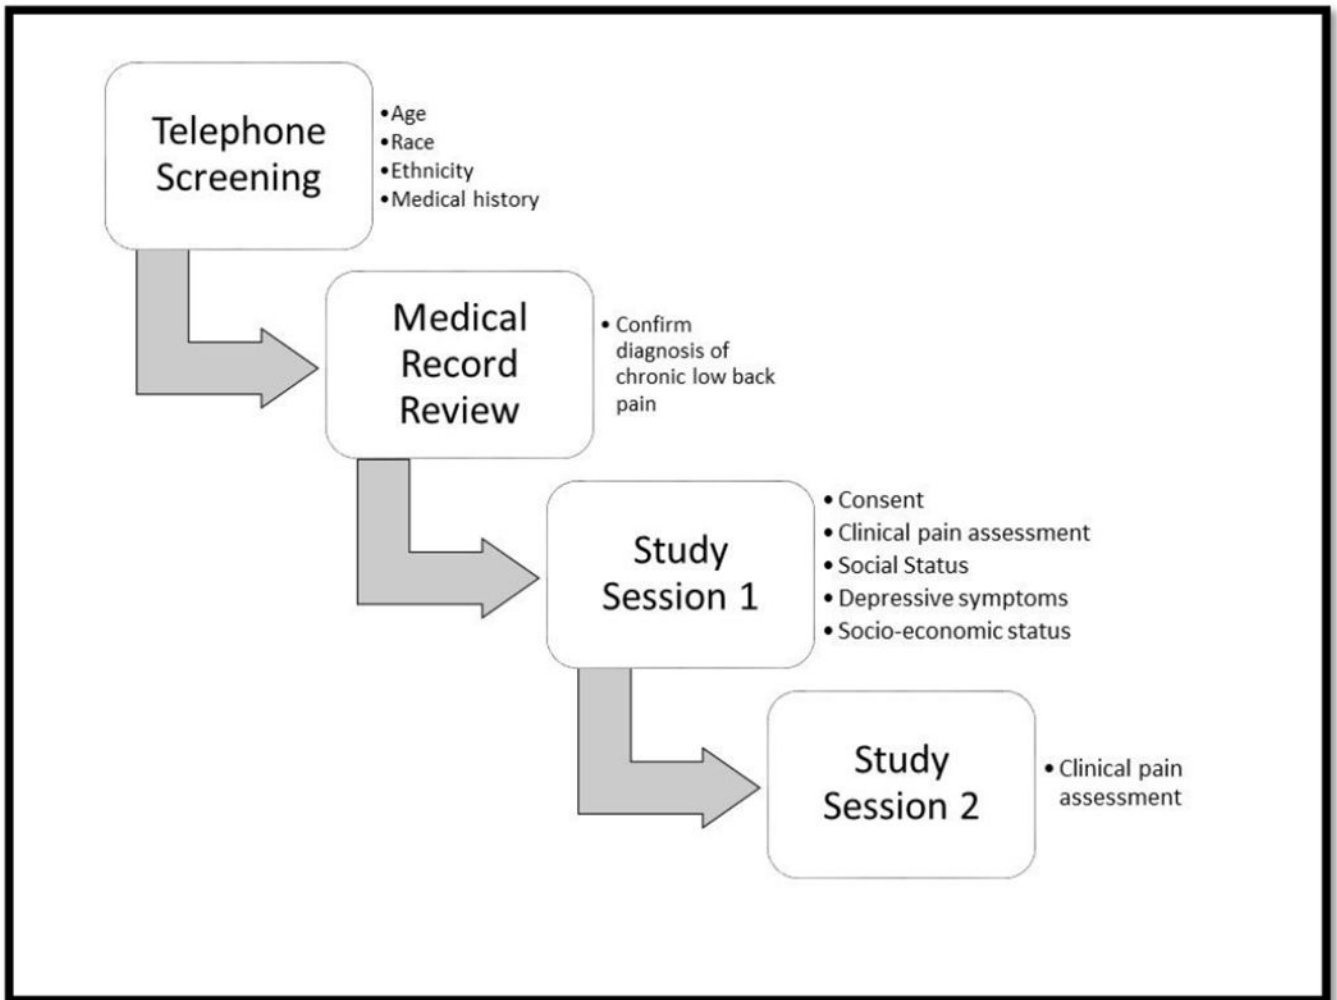 Telephone
Screening
•Age
•Race
•Ethnicity
•Medical history
Medical
Record
Review
• Confirm
diagnosis of
chronic low back
pain
Study
Session 1
• Consent
• Clinical pain assessment
• Social Status
• Depressive symptoms
• Socio-economic status
Study
Session 2
• Clinical pain
assessment